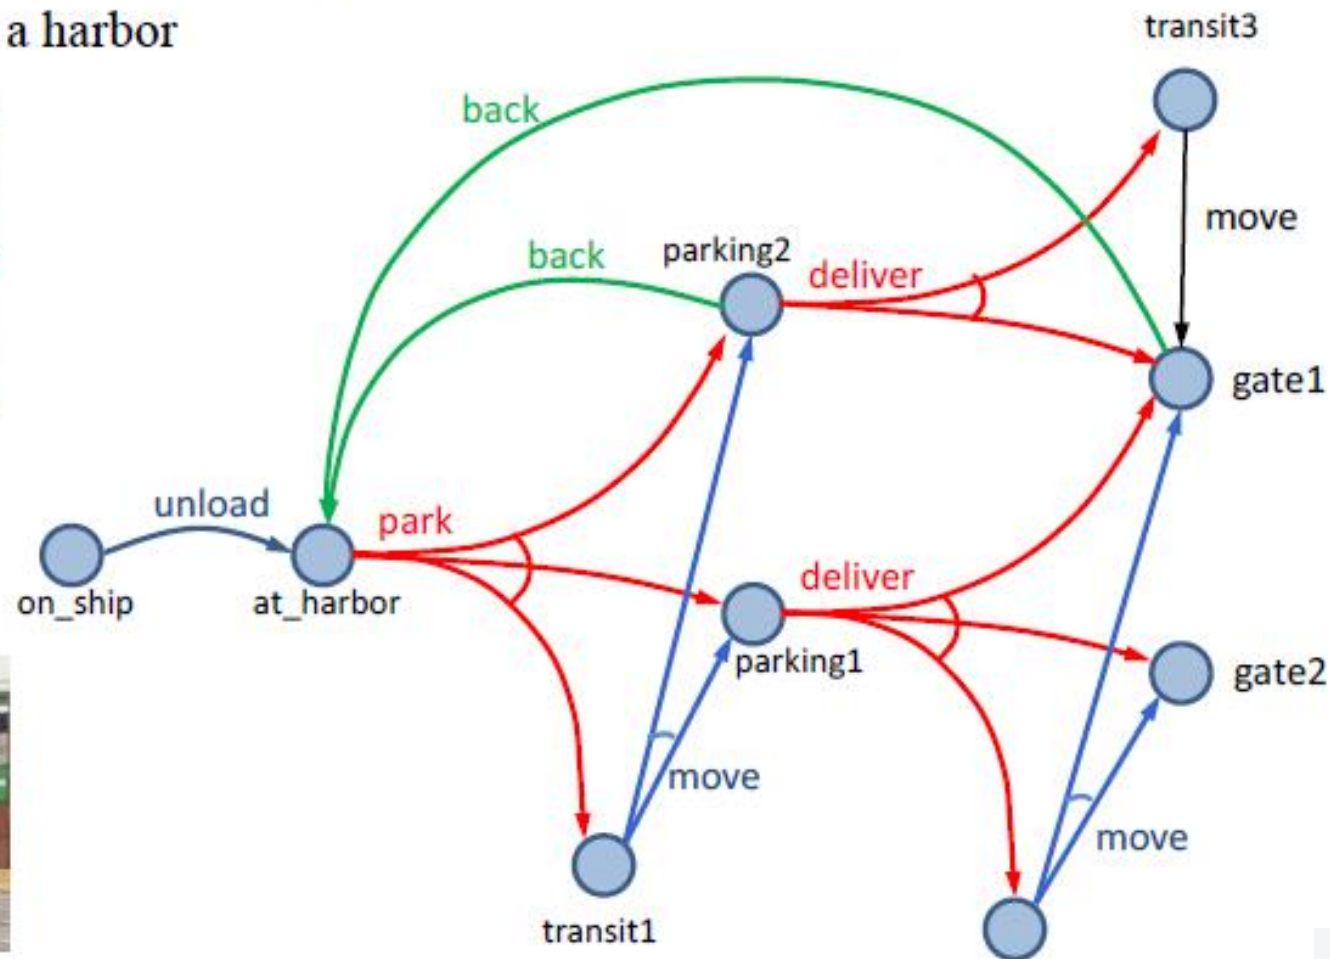 a harbor
transit3
back
move
parking2
back
deliver
gate1
unload
park
deliver
on_ship
at_harbor
parking1
gate2
move
move
transit1